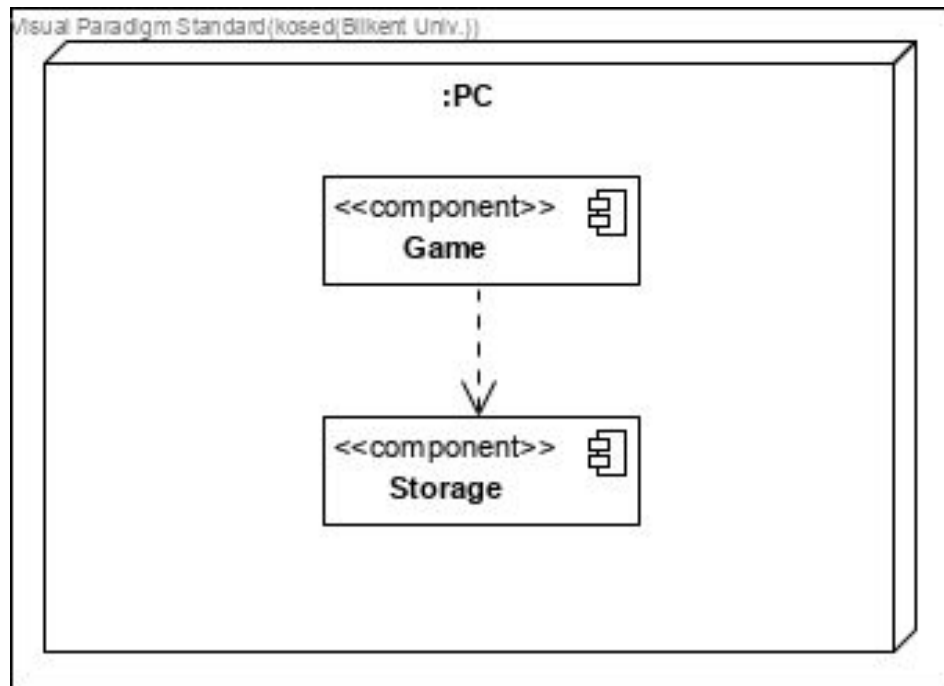 Visual Paradigm Standard(kosed(Bilkent Univ.))
:PC
<<component>>
Game
<<component>>
Storage